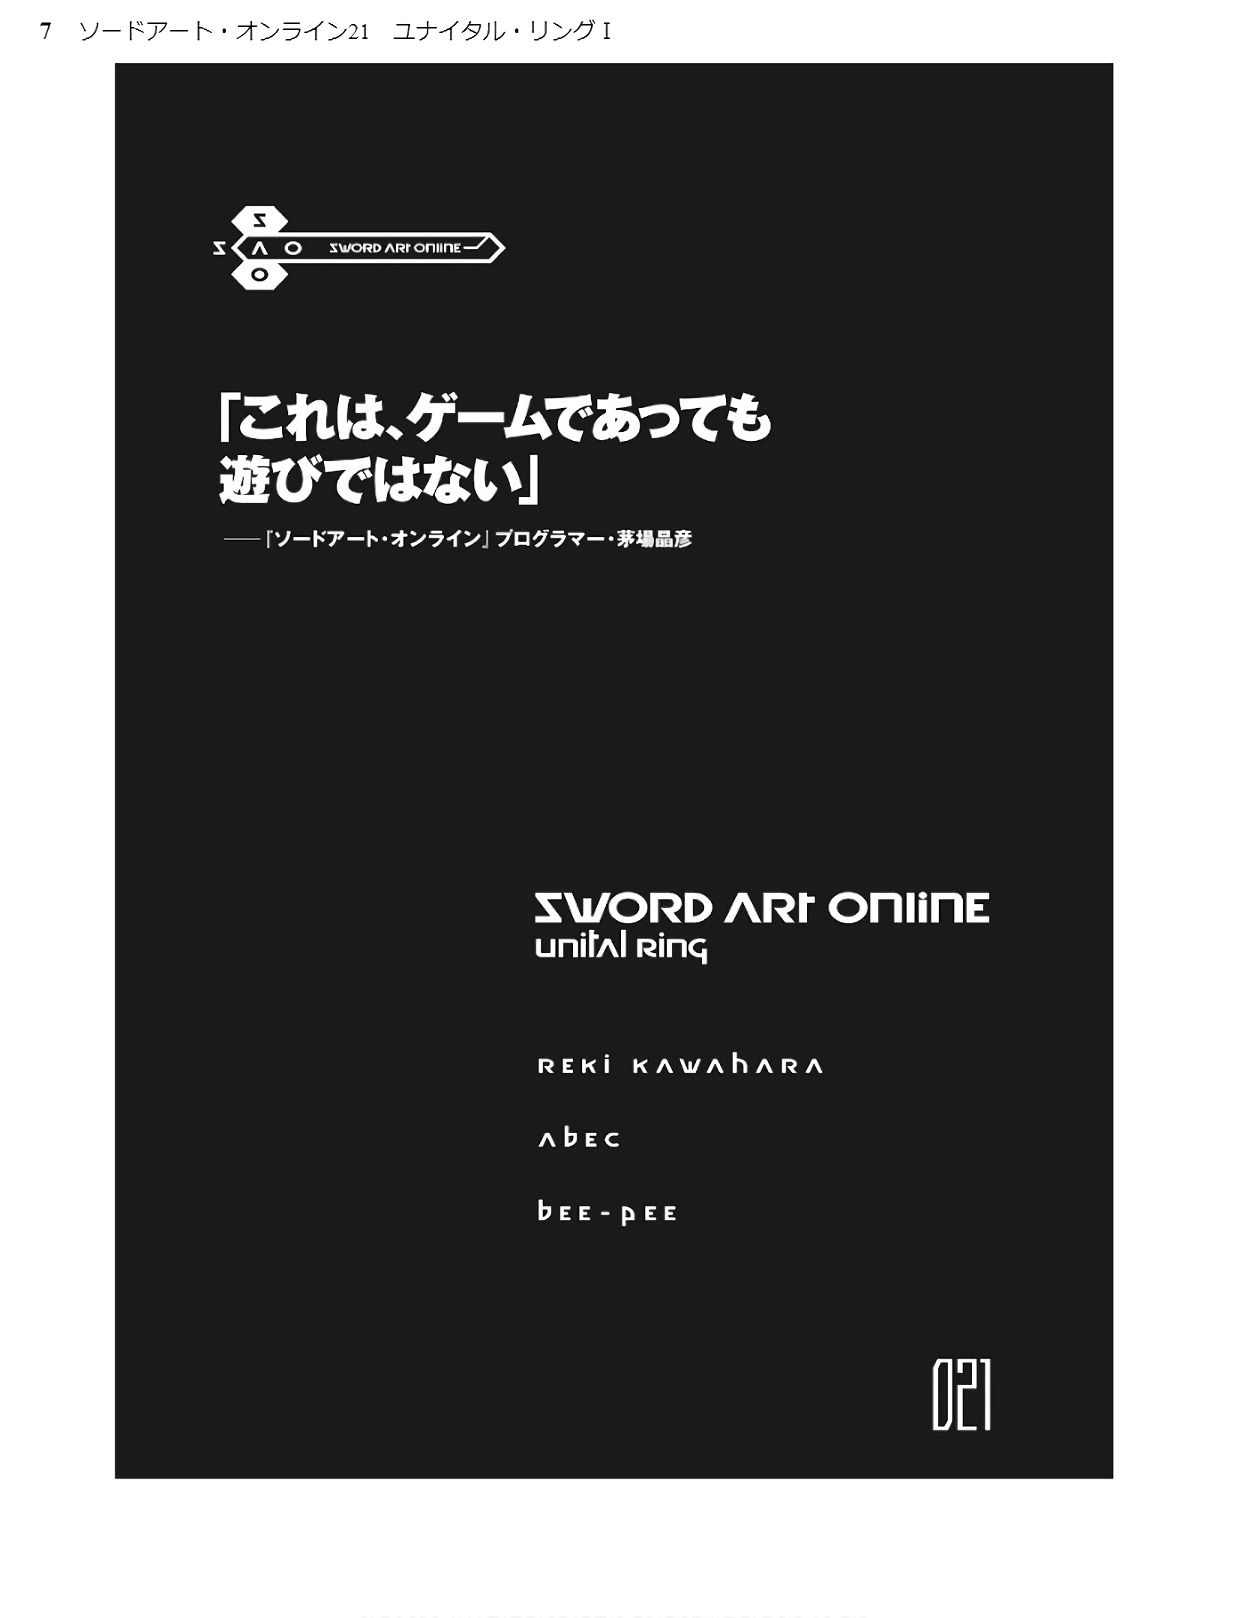 7 ソードアート・オンライン21　ユナイタル・リングⅠ
S
S A O SWORD ART ONLINE
O
「これは、ゲームであっても
遊びではない」
──『ソードアート・オンライン』プログラマー・茅場晶彦
SWORD ART ONLINE
unital ring
REKI KAWAHARA
abec
bee-pee
021